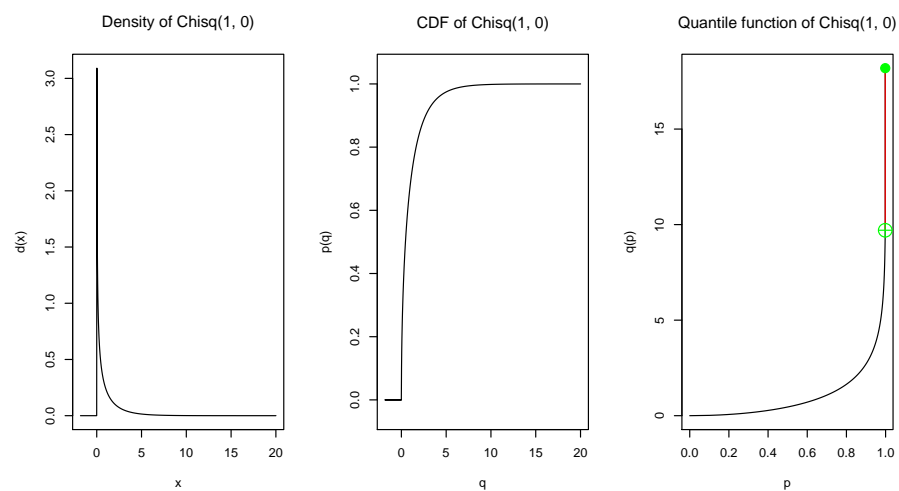 Density of Chisq(1, 0)
d(x)
3.0
2.5
2.0
1.5
1.0
0.5
0.0
0 5 10 15 20
x
CDF of Chisq(1, 0)
p(q)
1.0
0.8
0.6
0.4
0.2
0.0
0 5 10 15 20
q
Quantile function of Chisq(1, 0)
q(p)
15
10
5
0
0.0 0.2 0.4 0.6 0.8 1.0
p